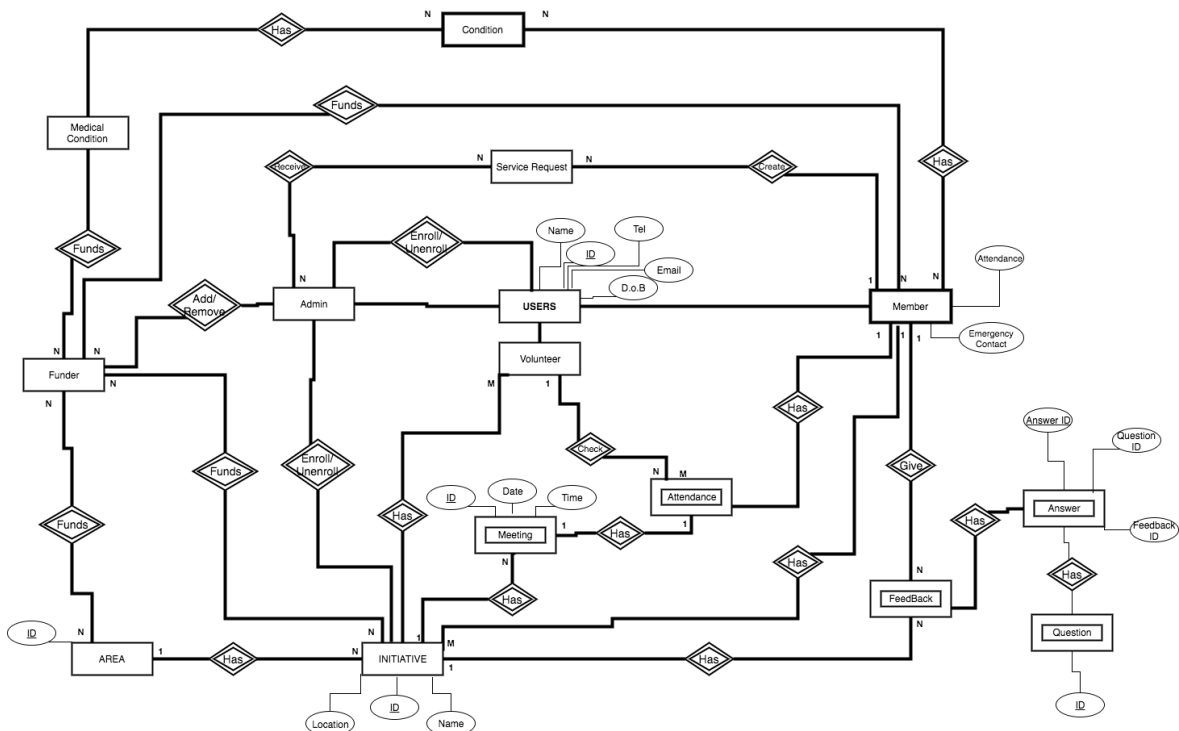 N
N
Has
Condition
Funds
Medical
Condition
N
N
Receive
Service Request
Create
Has
Name
Tel
Enroll/
Unenroll
ID
Funds
Email
Attendance
D.o.B
N
1
N
N
Add/
Remove
Admin
USERS
Member
Emergency
Contact
1
1
1
N
N
Volunteer
Funder
N
M
1
N
Has
Answer ID
Question
ID
Check
Give
Enroll/
Unenroll
Funds
N
M
ID
Date
Time
Attendance
Answer
Has
Has
Funds
1
1
Meeting
Has
Feedback
ID
N
Has
Has
N
Has
FeedBack
N
ID
N
N
1
M
Question
1
Has
N
INITIATIVE
1
Has
AREA
Location
ID
Name
ID